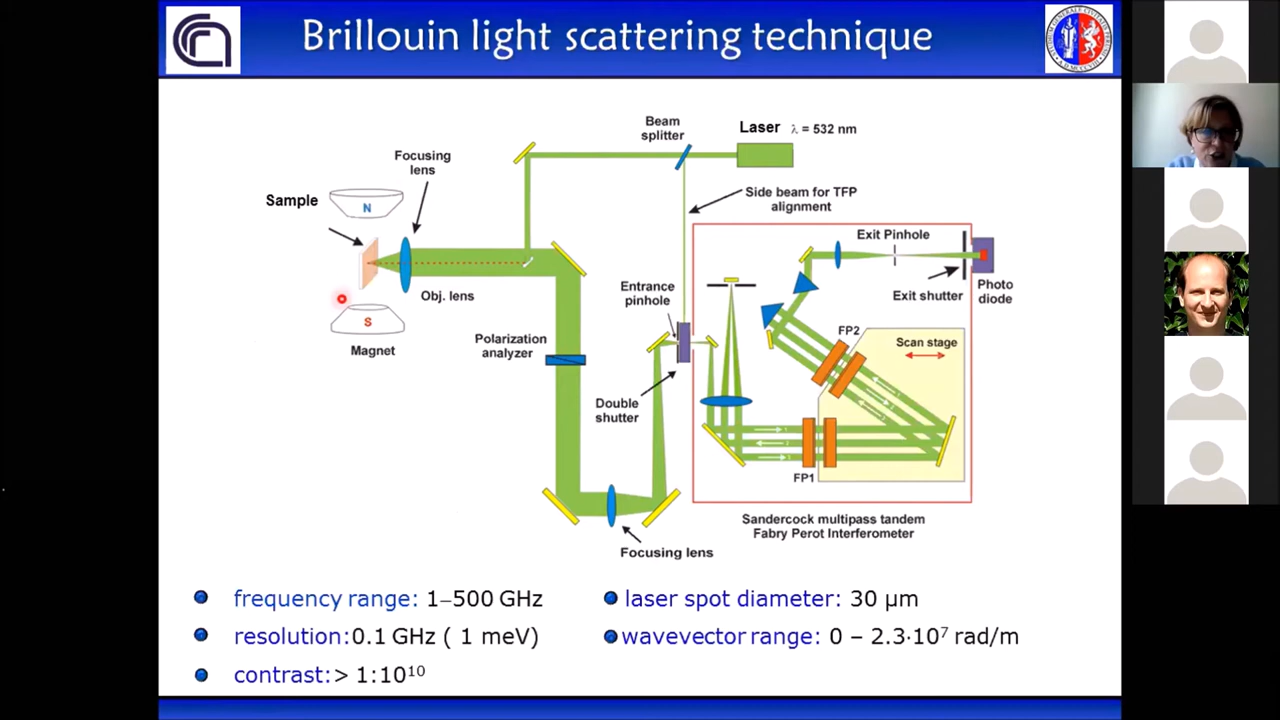 Brillouin light scattering technique
Beam
splitter
Laser λ = 532 nm
Focusing
lens
Sample
N
Side beam for TFP
alignment
Exit Pinhole
Entrance
pinhole
Obj. lens
Exit shutter
Photo
diode
S
Magnet
Polarization
analyzer
FP2
Scan stage
Double
shutter
FP1
Sandercock multipass tandem
Fabry Perot Interferometer
Focusing lens
frequency range: 1–500 GHz
resolution:0.1 GHz ( 1 meV)
contrast:> 1:10¹⁰
laser spot diameter: 30 µm
wavevector range: 0 – 2.3·10⁷ rad/m